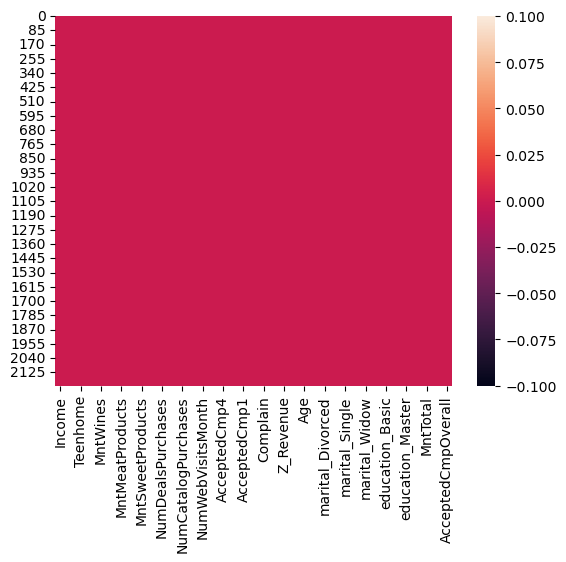 0
85
170
255
340
425
510
595
680
765
850
935
1020
1105
1190
1275
1360
1445
1530
1615
1700
1785
1870
1955
2040
2125
Income
Teenhome
MntWines
MntMeatProducts
MntSweetProducts
NumDealsPurchases
NumCatalogPurchases
NumWebVisitsMonth
AcceptedCmp4
AcceptedCmp1
Complain
Z_Revenue
Age
marital_Divorced
marital_Single
marital_Widow
education_Basic
education_Master
MntTotal
AcceptedCmpOverall
0.100
0.075
0.050
0.025
0.000
−0.025
−0.050
−0.075
−0.100